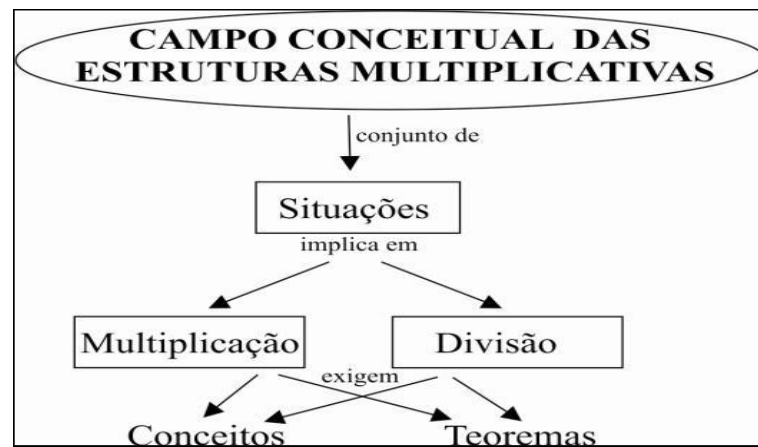 CAMPO CONCEITUAL DAS
ESTRUTURAS MULTIPLICATIVAS
conjunto de
Situações
implica em
Multiplicação
Divisão
exigem
Conceitos
Teoremas